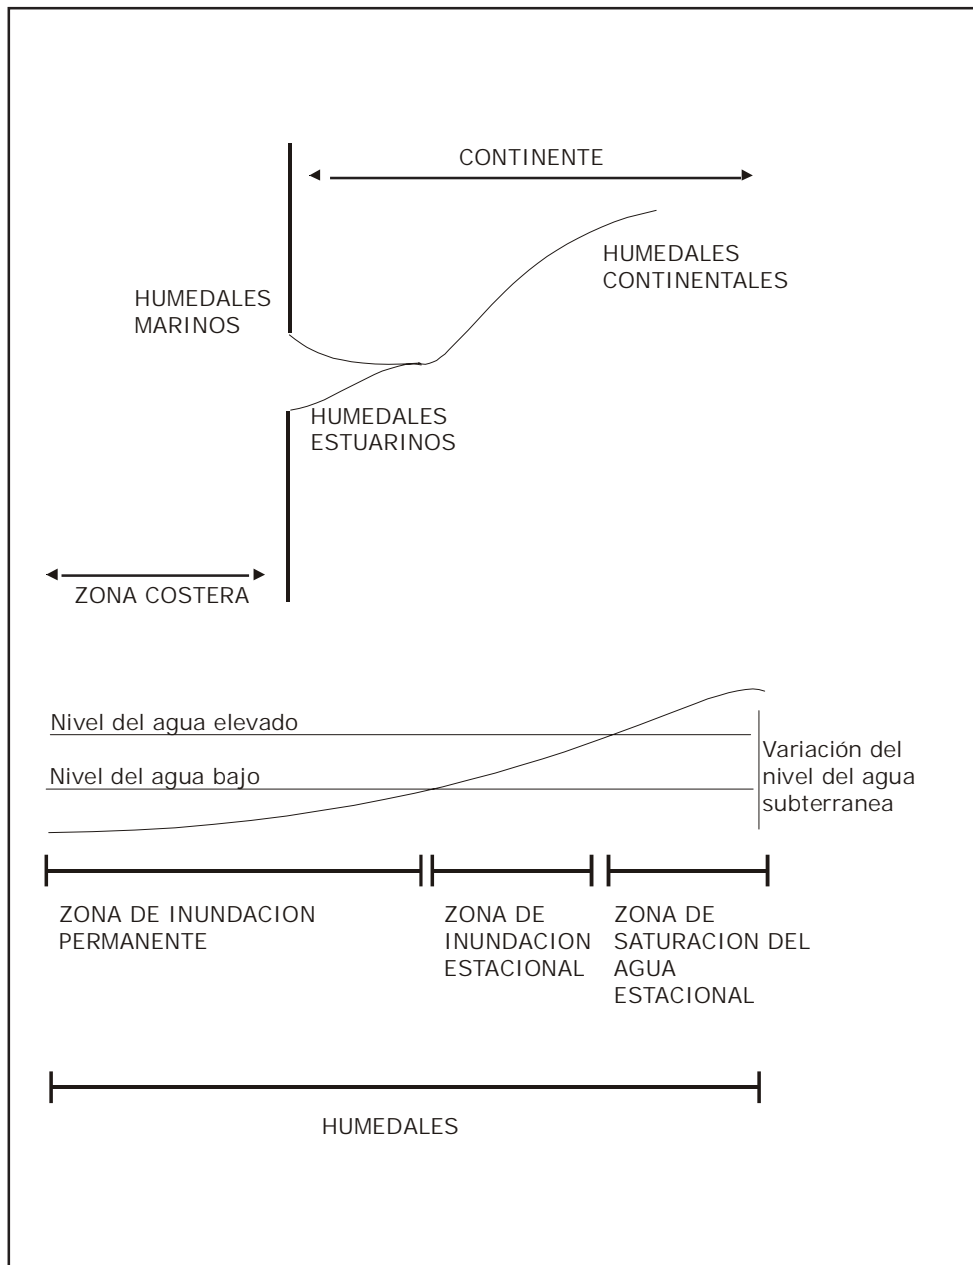 CONTINENTE
HUMEDALES
CONTINENTALES
HUMEDALES
MARINOS
HUMEDALES
ESTUARINOS
ZONA COSTERA
Nivel del agua elevado
Nivel del agua bajo
Variación del
nivel del agua
subterranea
ZONA DE INUNDACION
PERMANENTE
ZONA DE
INUNDACION
ESTACIONAL
ZONA DE
SATURACION DEL
AGUA
ESTACIONAL
HUMEDALES